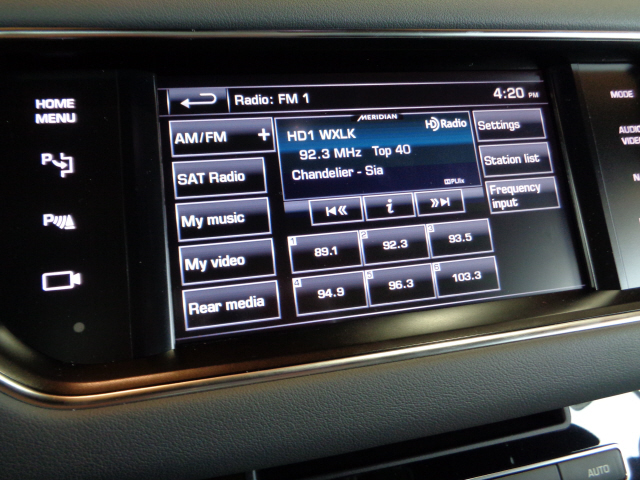 HOME
MENU
Radio: FM 1
4:20 PM
MODE
AM/FM +
MERIDIAN
HD Radio
HD1 WXLK
92.3 MHz Top 40
Chandelier - Sia
Settings
Station list
Frequency
input
SAT Radio
My music
My video
Rear media
i
1 89.1
2 92.3
3 93.5
4 94.9
5 96.3
6 103.3
P
P
AUDIO
VIDEO
AUTO